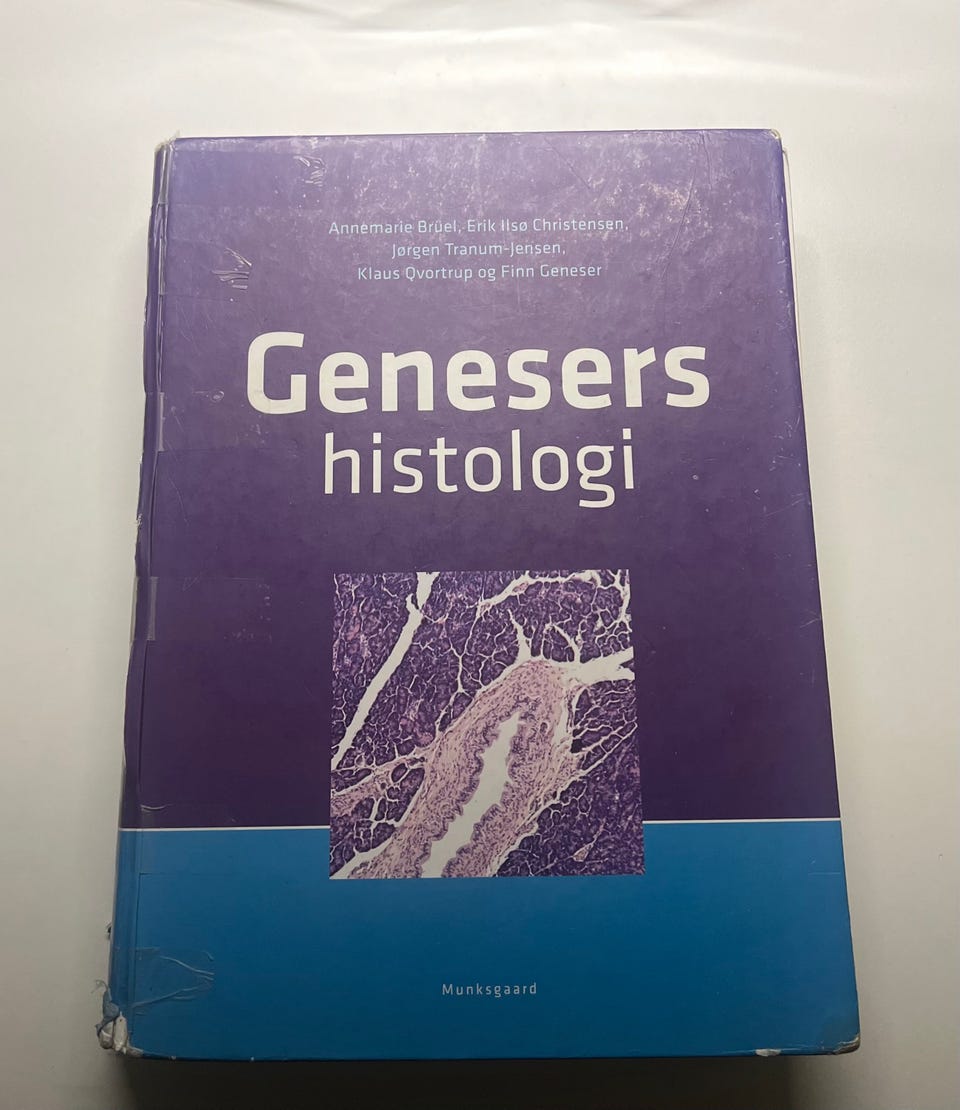 Annemarie Brüel, Erik Ilsø Christensen,
Jørgen Tranum-Jensen,
Klaus Qvortrup og Finn Geneser
Genesers
histologi
Munksgaard